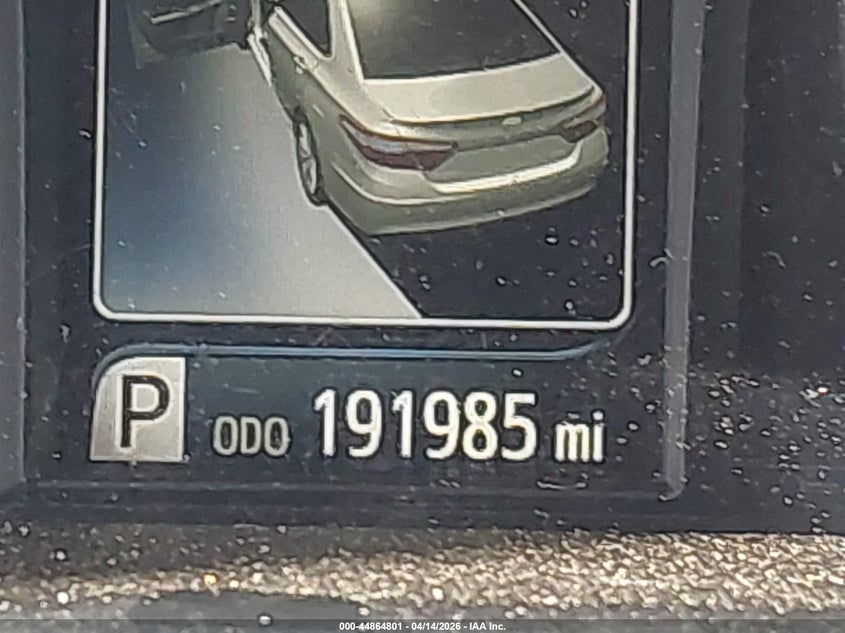 P ODO 191985 mi
000-44864801 - 04/14/2026 - IAA Inc.